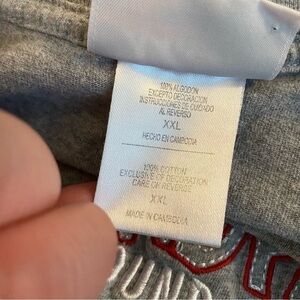 100% ALGODON
EXCEPTO DECORACION
INSTRUCCIONES DE CUIDADO
AL REVERSO
XXL
HECHO EN CAMBODIA
100% COTTON
EXCLUSIVE OF DECORATION
CARE ON REVERSE
XXL
MADE IN CAMBODIA